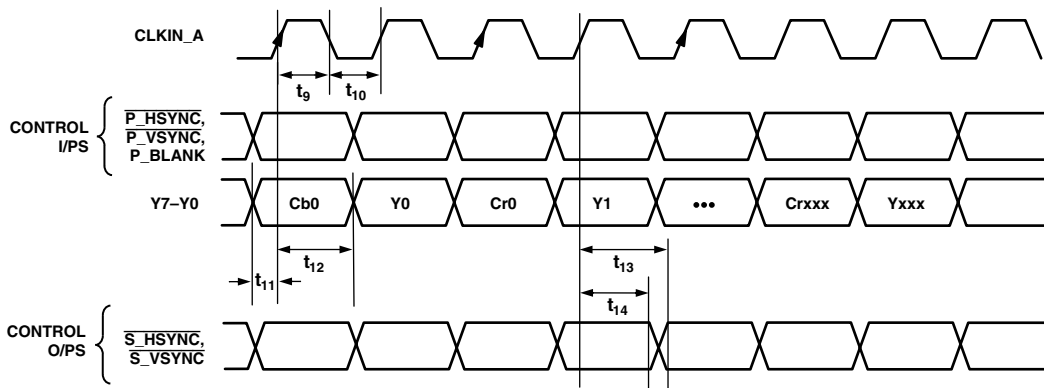 CLKIN_A
t9
t10
CONTROL
I/PS
P_HSYNC,
P_VSYNC,
P_BLANK
Y7–Y0
Cb0
Y0
Cr0
Y1
•••
Crxxx
Yxxx
t12
t13
t11
t14
CONTROL
O/PS
S_HSYNC,
S_VSYNC